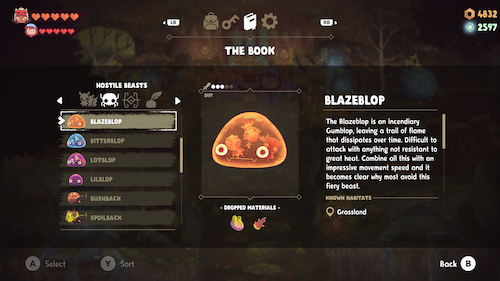 LB
RB
4832
2597
THE BOOK
HOSTILE BEASTS
DIFF
BLAZEBLOP
BITTERBLOP
LOTBLOP
LILBLOP
BUSHBACK
SPOILBACK
- DROPPED MATERIALS -
BLAZEBLOP
The Blazeblop is an incendiary
Gumblop, leaving a trail of flame
that dissipates over time. Difficult to
attack with anything not resistant to
great heat. Combine all this with an
impressive movement speed and it
becomes clear why most avoid this
fiery beast.
KNOWN HABITATS
Grassland
A Select
Y Sort
Back B